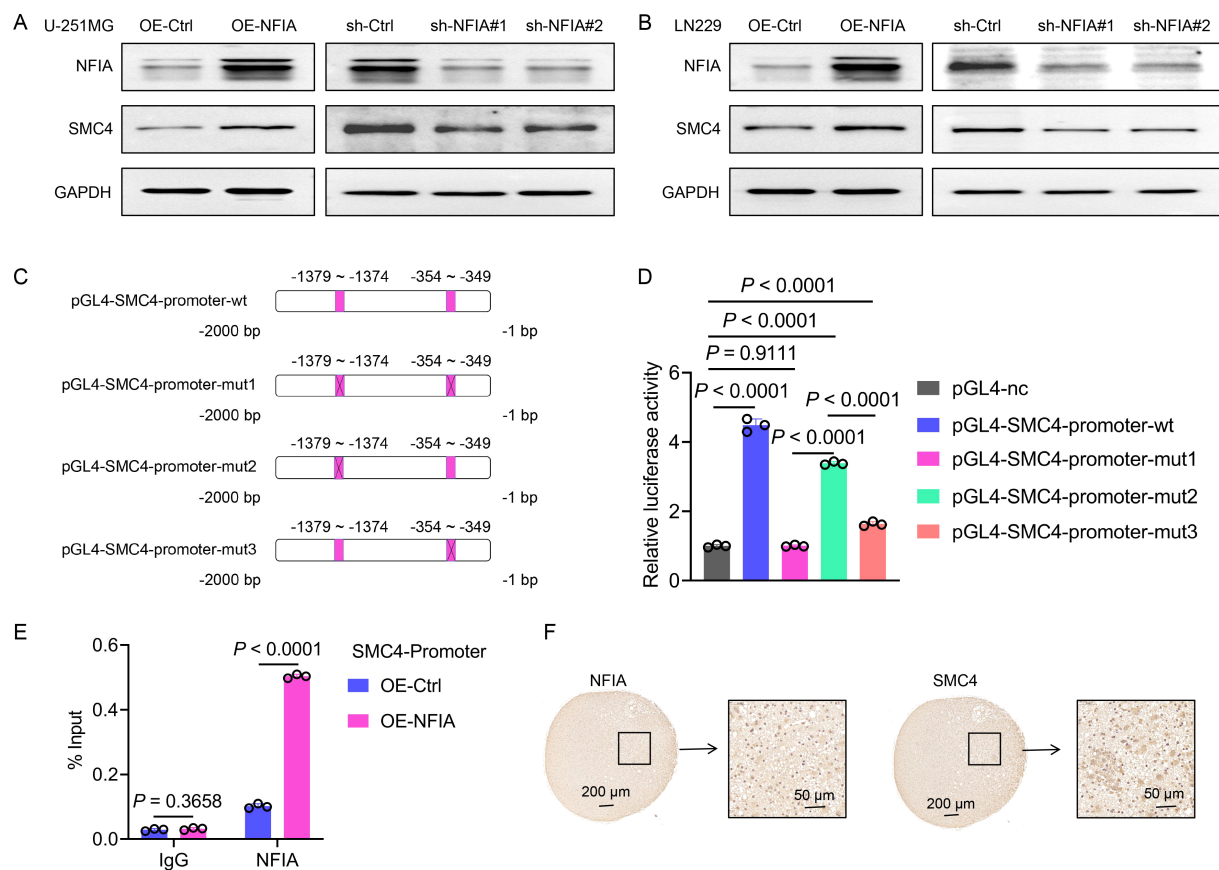 A U-251MG OE-Ctrl OE-NFIA sh-Ctrl sh-NFIA#1 sh-NFIA#2
NFIA
SMC4
GAPDH
B LN229 OE-Ctrl OE-NFIA sh-Ctrl sh-NFIA#1 sh-NFIA#2
NFIA
SMC4
GAPDH
C
-1379 ~ -1374 -354 ~ -349
pGL4-SMC4-promoter-wt
-2000 bp -1 bp
-1379 ~ -1374 -354 ~ -349
pGL4-SMC4-promoter-mut1
-2000 bp -1 bp
-1379 ~ -1374 -354 ~ -349
pGL4-SMC4-promoter-mut2
-2000 bp -1 bp
-1379 ~ -1374 -354 ~ -349
pGL4-SMC4-promoter-mut3
-2000 bp -1 bp
D
P < 0.0001
P < 0.0001
P = 0.9111
P < 0.0001
P < 0.0001
P < 0.0001
Relative luciferase activity
6
4
2
0
pGL4-nc
pGL4-SMC4-promoter-wt
pGL4-SMC4-promoter-mut1
pGL4-SMC4-promoter-mut2
pGL4-SMC4-promoter-mut3
E
% Input
0.6
0.4
0.2
0.0
P = 0.3658
P < 0.0001
IgG NFIA
SMC4-Promoter
OE-Ctrl
OE-NFIA
F
NFIA
200 μm
50 μm
SMC4
200 μm
50 μm